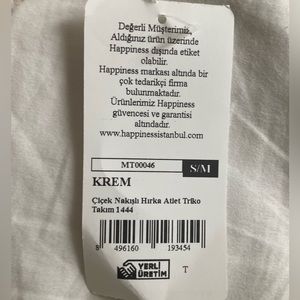 Değerli Müşterimiz,
Aldığınız ürün üzerinde
Happiness dışında etiket
olabilir.
Happiness markası altında bir
çok tedarikçi firma
bulunmaktadır.
Ürünlerimiz Happiness
güvencesi ve garantisi
altındadır.
www.happinessistanbul.com
MT00046 S/M
KREM
Çiçek Nakışlı Hırka Atlet Triko
Takım 1444
8 496160 193454
YERLİ
ÜRETİM
T